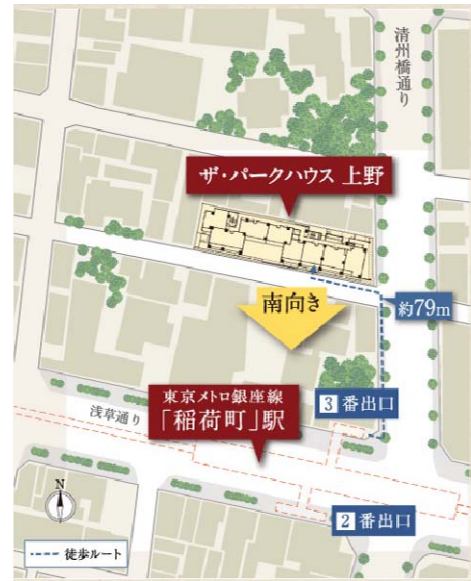 清州橋通り
ザ・パークハウス 上野
南向き
約79m
東京メトロ銀座線
「稲荷町」駅
浅草通り
3 番出口
2 番出口
N
徒歩ルート